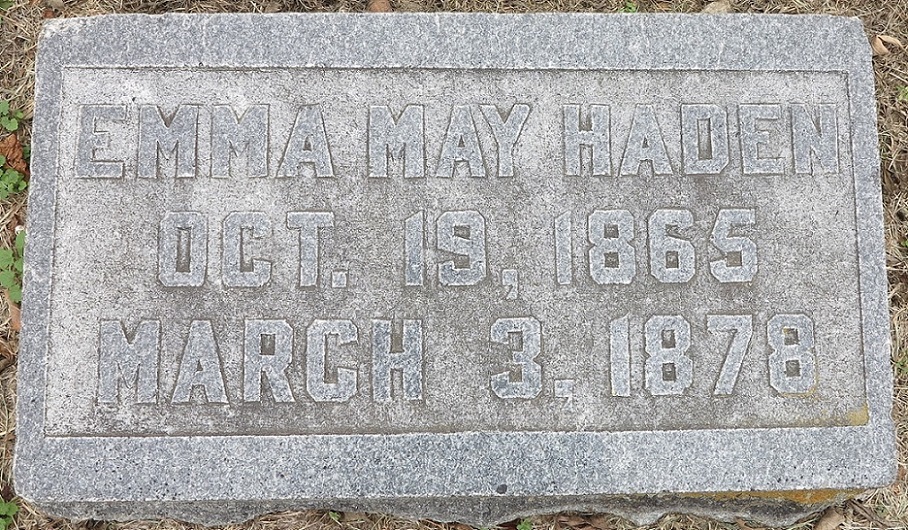 EMMA MAY HADEN
OCT. 19, 1865
MARCH 3, 1878